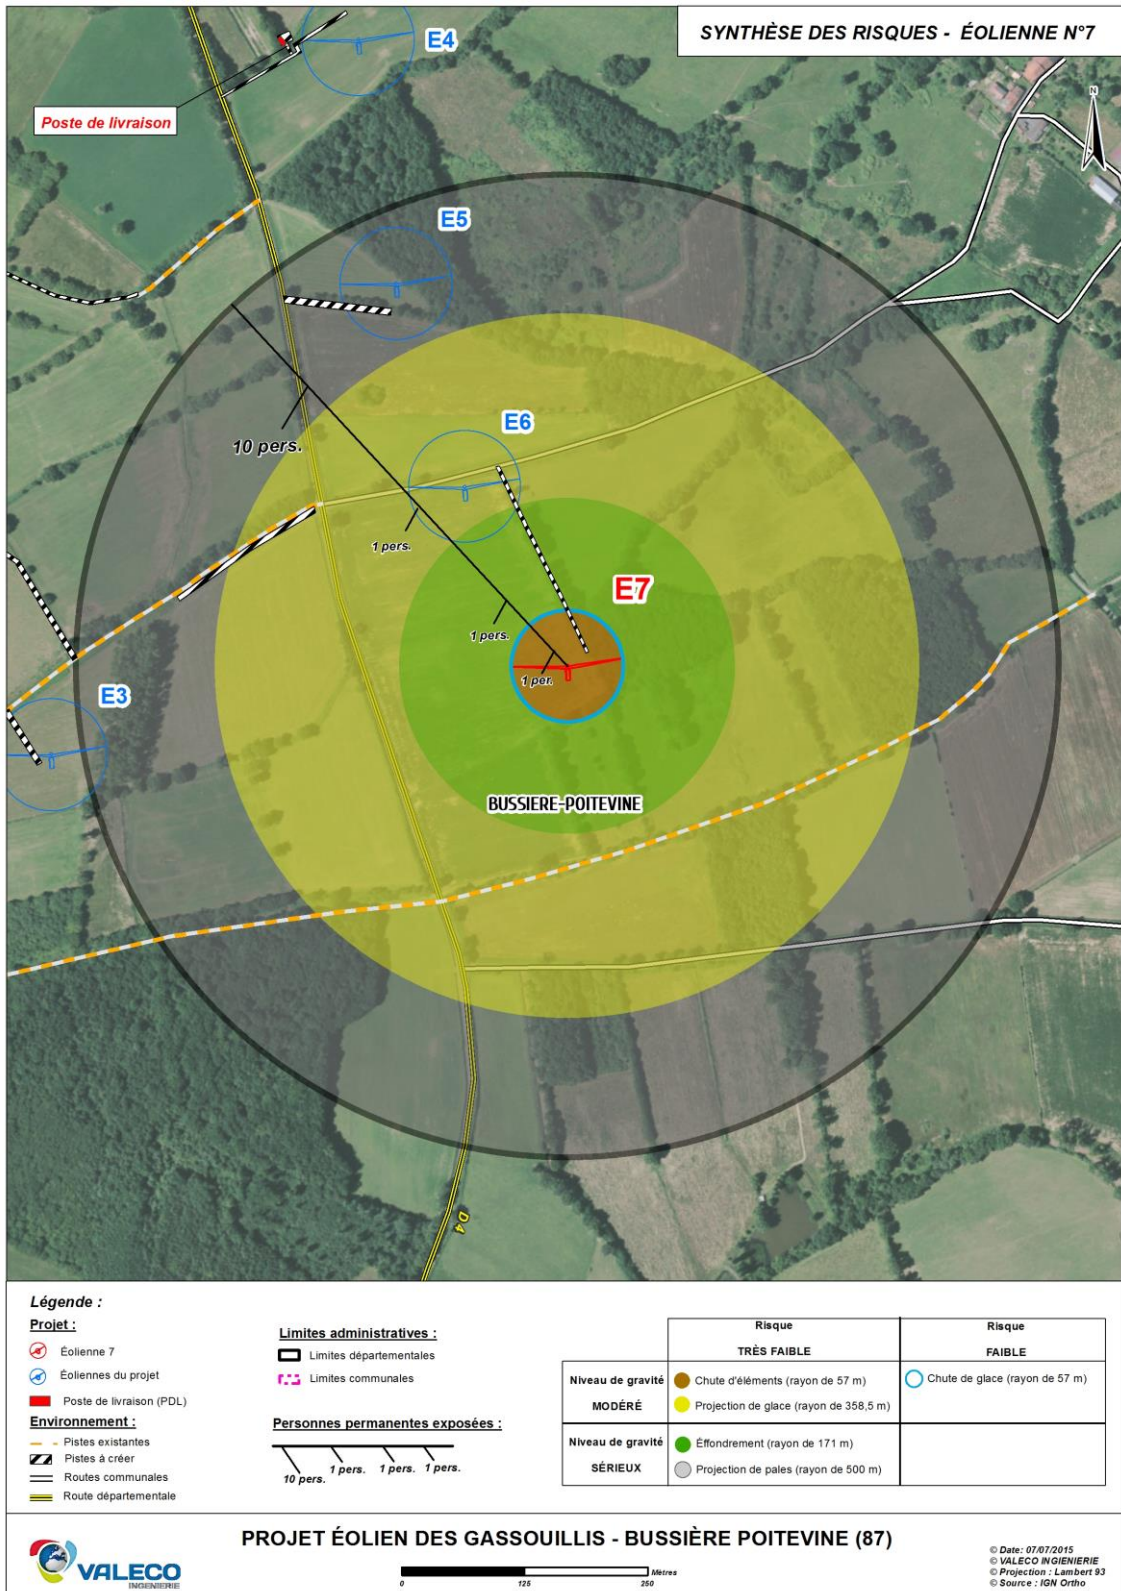 SYNTHÈSE DES RISQUES - ÉOLIENNE N°7
E4
Poste de livraison
N
E5
10 pers.
E6
1 pers.
E7
1 pers.
1 per.
E3
BUSSIERE-POITEVINE
D4
Légende :
Projet :
Éolienne 7
Éoliennes du projet
Poste de livraison (PDL)
Environnement :
Pistes existantes
Pistes à créer
Routes communales
Route départementale
Limites administratives :
Limites départementales
Limites communales
Personnes permanentes exposées :
10 pers. 1 pers. 1 pers. 1 pers.
Risque Risque
TRÈS FAIBLE FAIBLE
Niveau de gravité Chute d'éléments (rayon de 57 m) Chute de glace (rayon de 57 m)
MODÉRÉ Projection de glace (rayon de 358,5 m)
Niveau de gravité Éffondrement (rayon de 171 m)
SÉRIEUX Projection de pales (rayon de 500 m)
VALECO
INGENIERIE
PROJET ÉOLIEN DES GASSOUILLIS - BUSSIÈRE POITEVINE (87)
Mètres
0 125 250
© Date: 07/07/2015
© VALECO INGIENIERIE
© Projection : Lambert 93
© Source : IGN Ortho